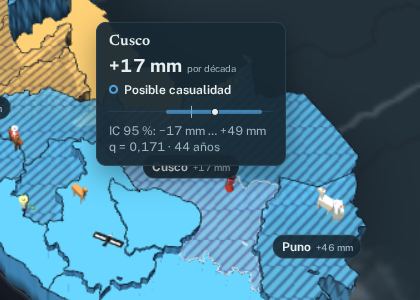 Cusco
+17 mm por década
Posible casualidad
IC 95 %: −17 mm ... +49 mm
q = 0,171 · 44 años
Cusco +17 mm
Puno +46 mm